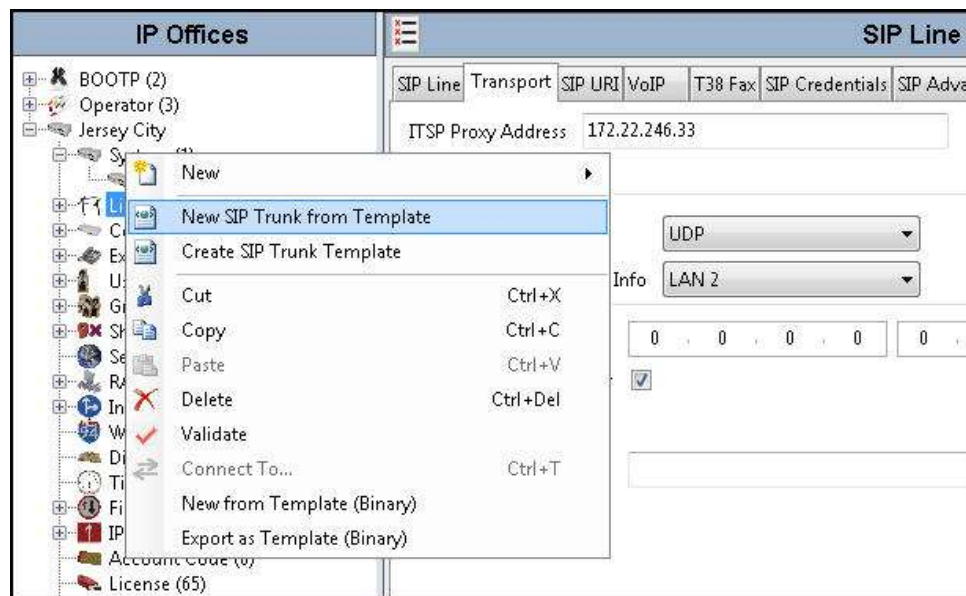 IP Offices
BOOTP (2)
Operator (3)
Jersey City
License (65)
New
New SIP Trunk from Template
Create SIP Trunk Template
Cut Ctrl+X
Copy Ctrl+C
Paste Ctrl+V
Delete Ctrl+Del
Validate
Connect To... Ctrl+T
New from Template (Binary)
Export as Template (Binary)
SIP Line
SIP Line Transport SIP URI VoIP T38 Fax SIP Credentials SIP Adva
ITSP Proxy Address 172.22.246.33
UDP
Info LAN 2
0 . 0 . 0 . 0 0 .